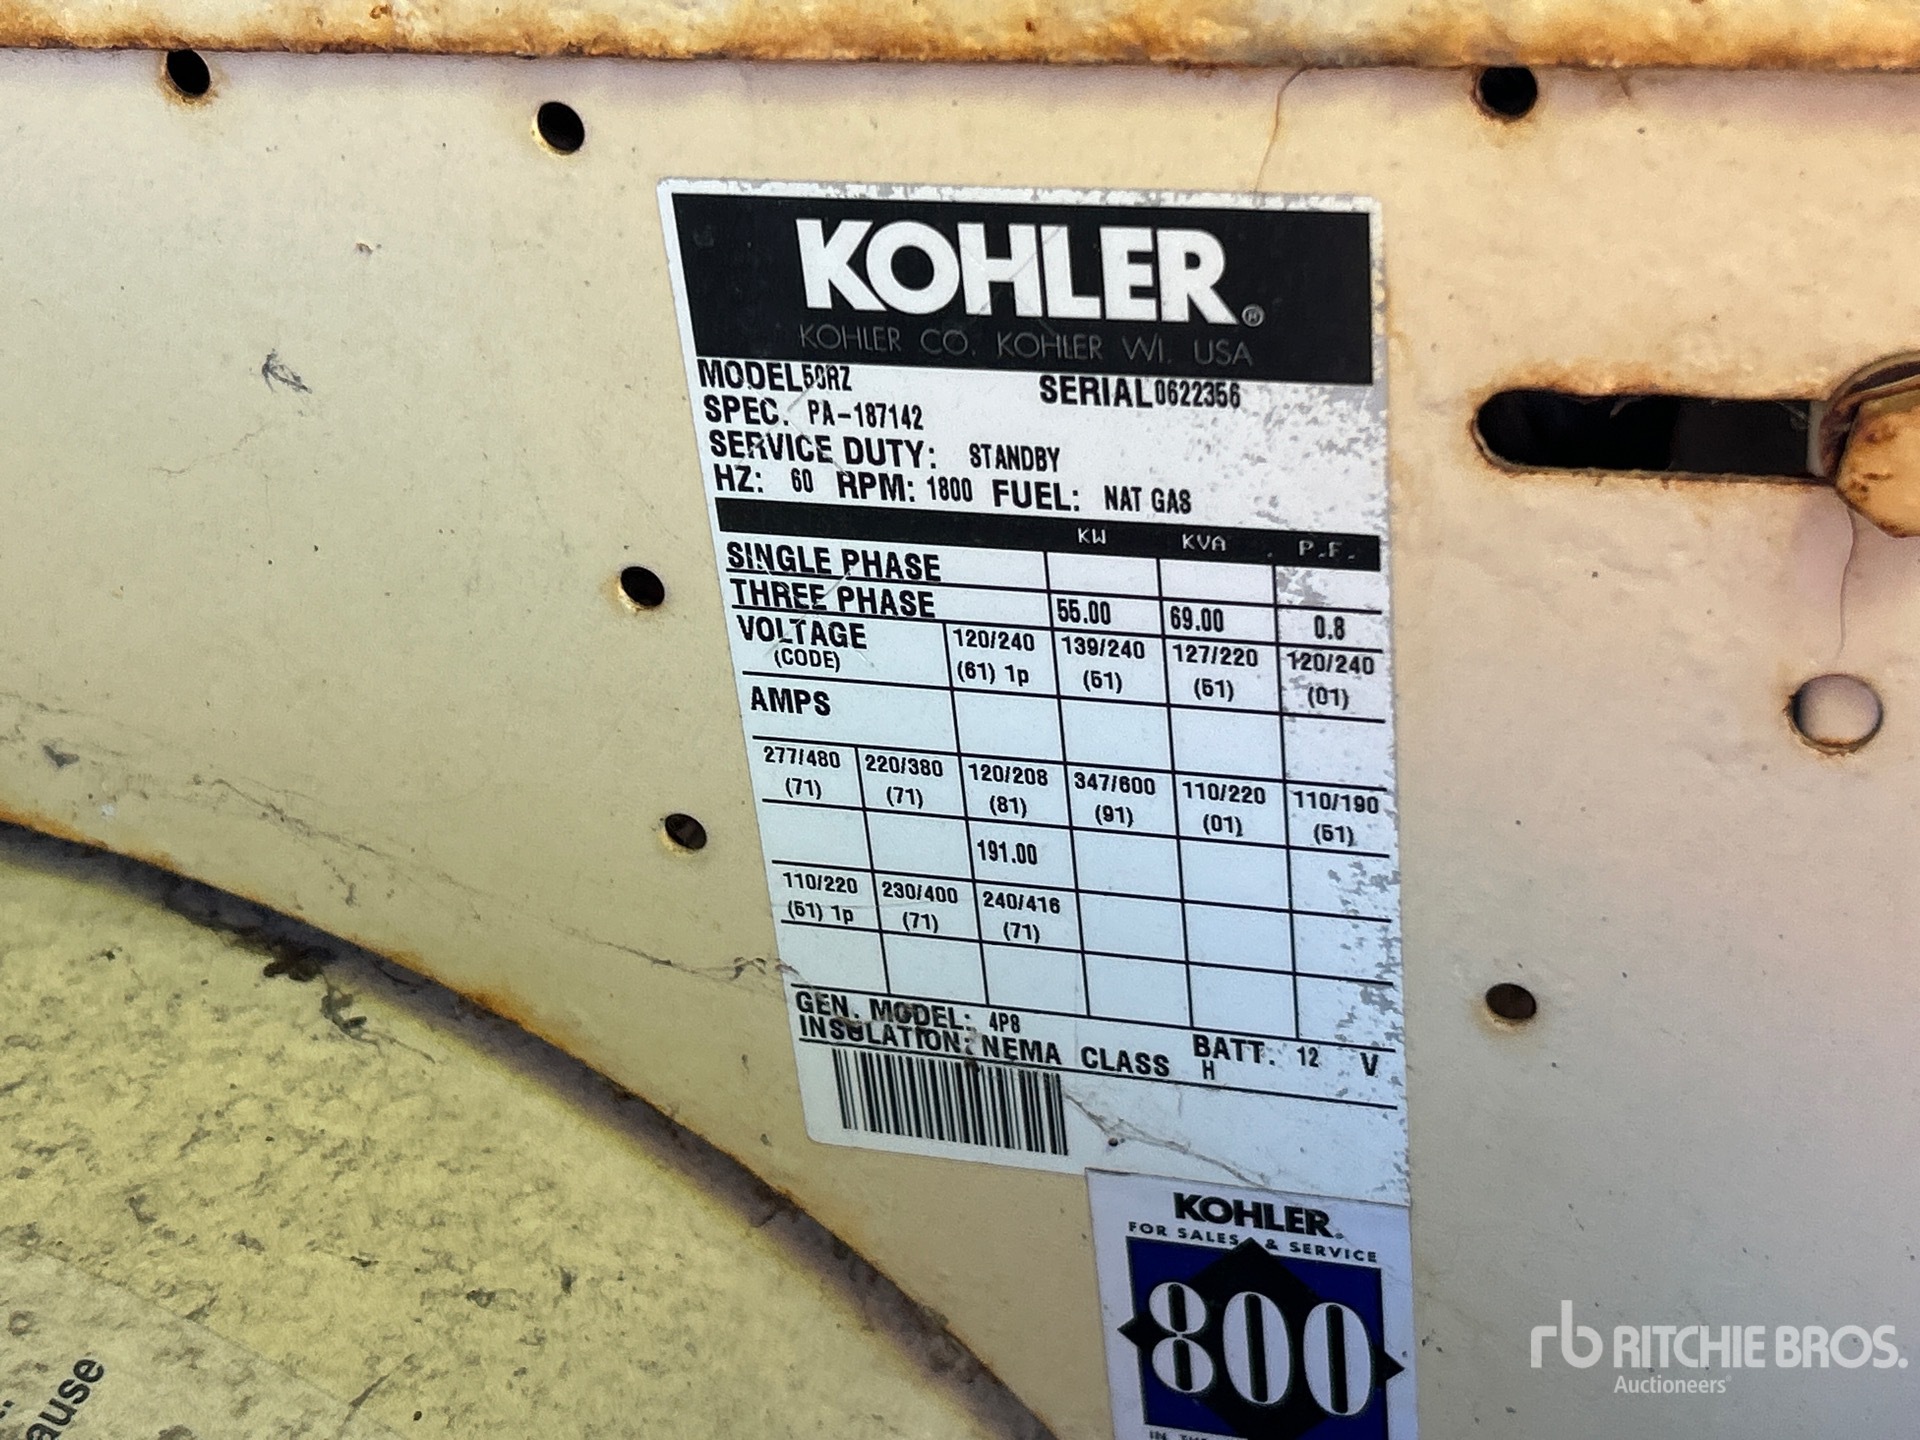 KOHLER®
KOHLER CO. KOHLER WI. USA
MODEL 50RZ SERIAL 0622356
SPEC. PA-187142
SERVICE DUTY: STANDBY
HZ: 60 RPM: 1800 FUEL: NAT GAS
KW KVA P.F.
SINGLE PHASE
THREE PHASE 55.00 69.00 0.8
VOLTAGE 120/240 139/240 127/220 120/240
(CODE) (61) 1p (51) (51) (01)
AMPS
277/480 220/380 120/208 347/600 110/220 110/190
(71) (71) (81) (91) (01) (51)
191.00
110/220 230/400 240/416
(51) 1p (71) (71)
GEN. MODEL: 4P8 BATT. 12 V
INSULATION: NEMA CLASS H
KOHLER.
FOR SALES & SERVICE
800
IN
ause
rb RITCHIE BROS.
Auctioneers